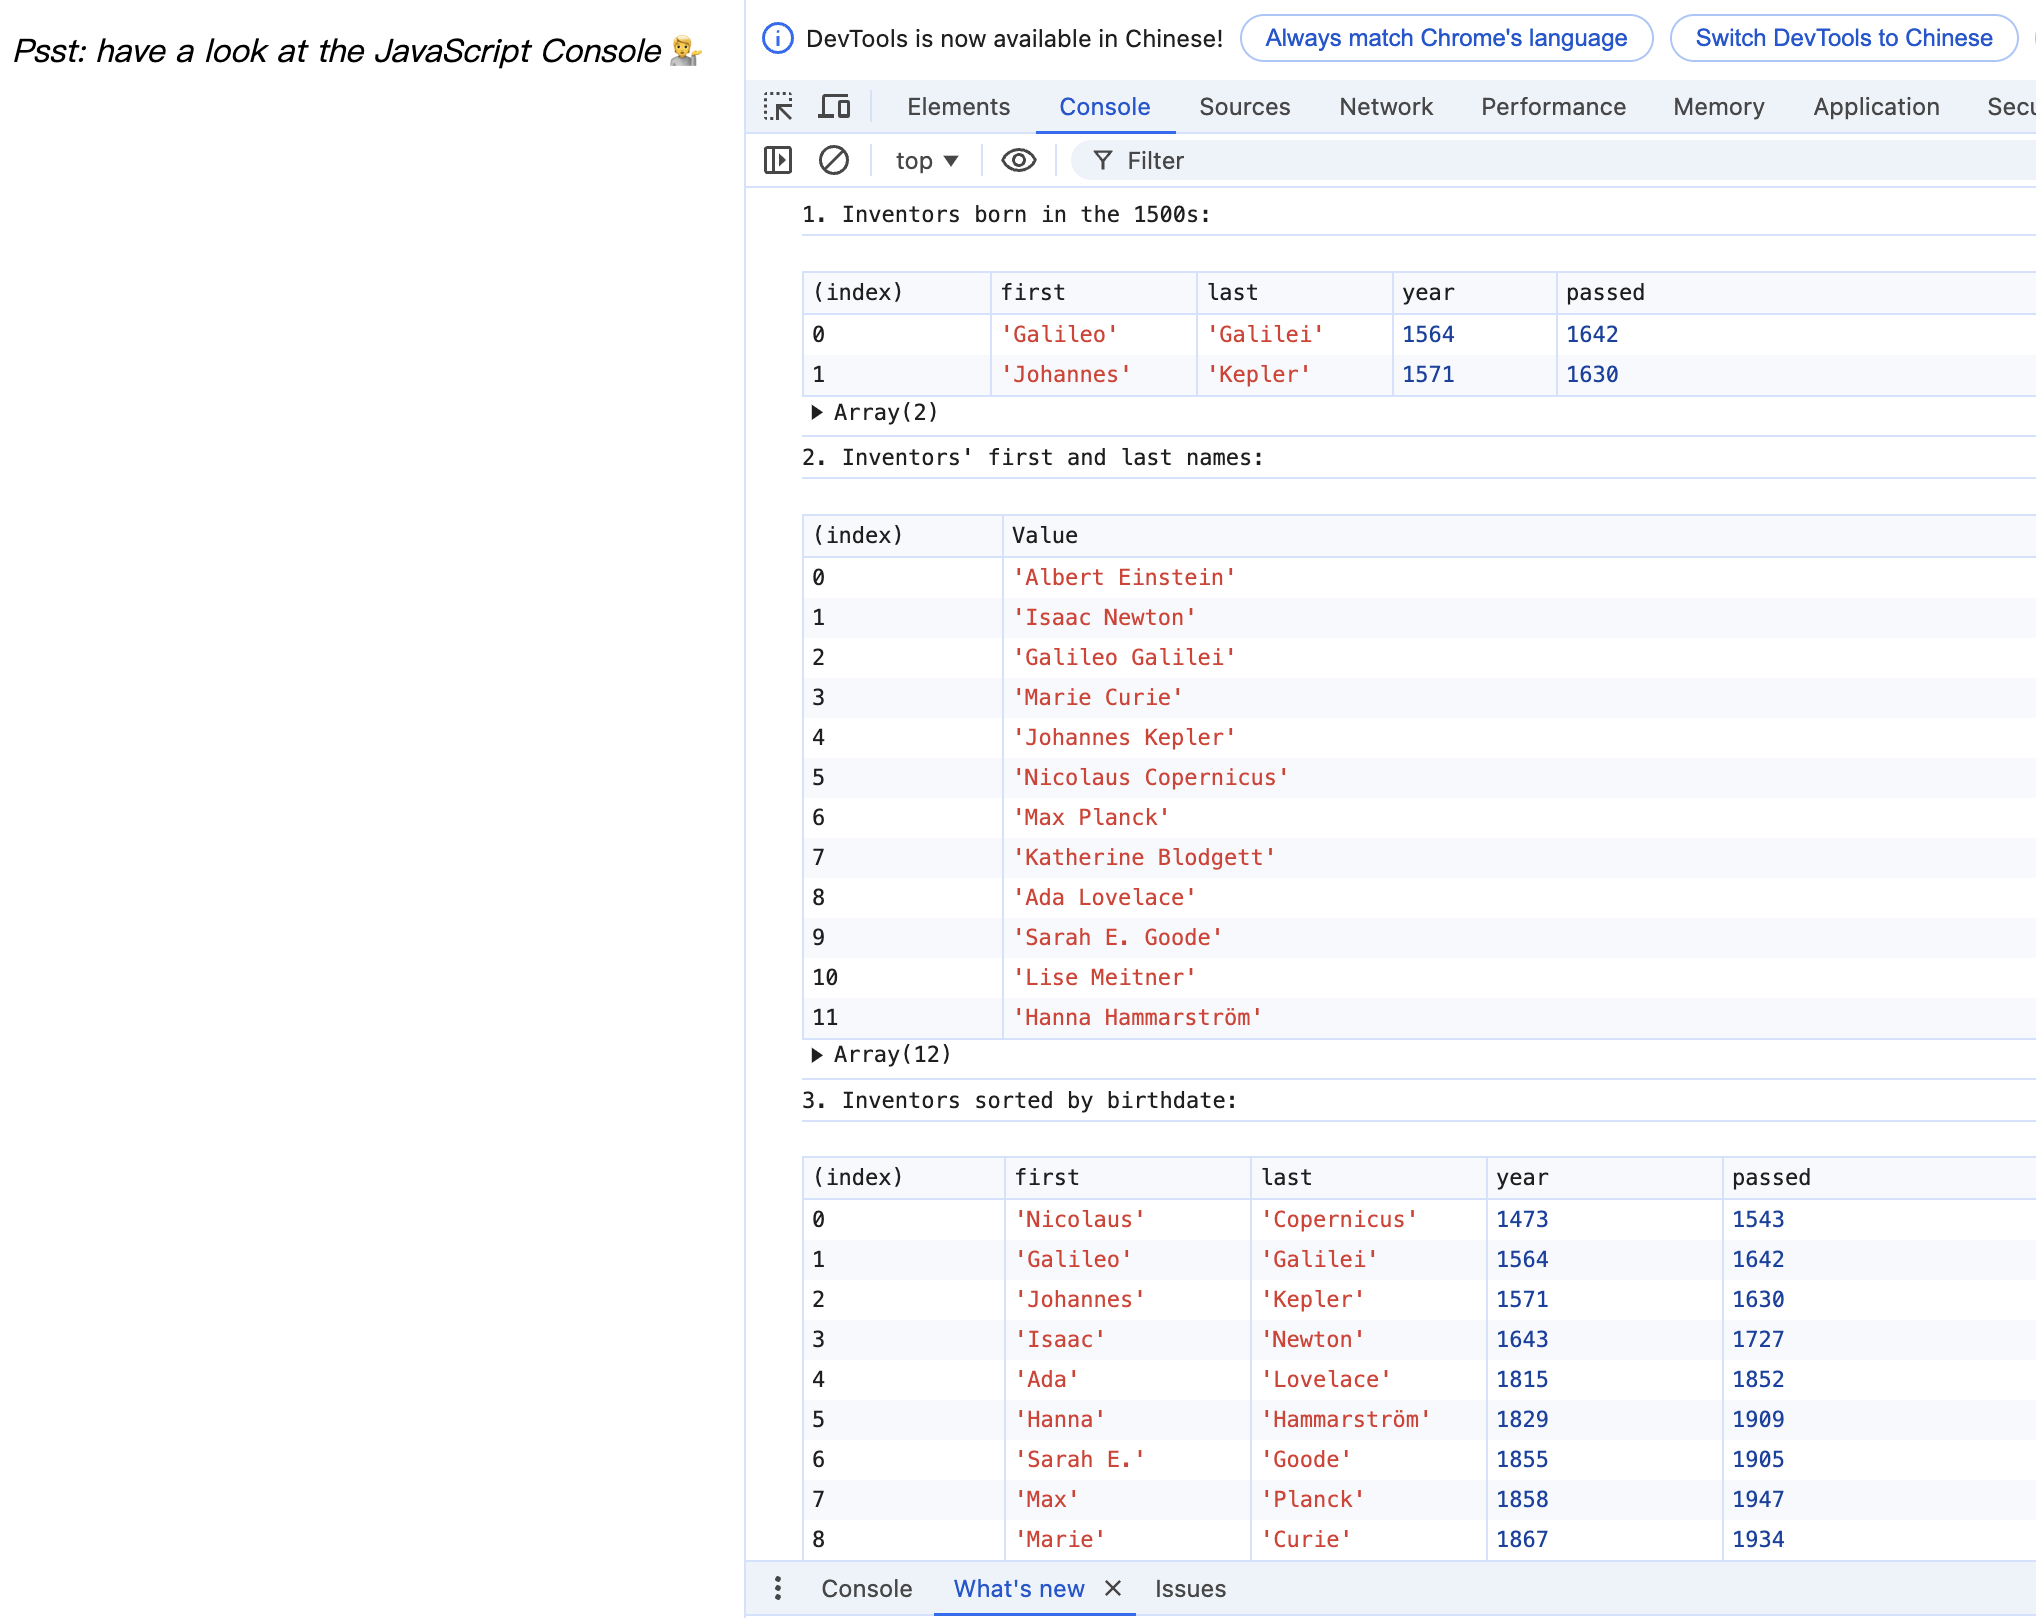 Psst: have a look at the JavaScript Console 💁
DevTools is now available in Chinese! Always match Chrome's language Switch DevTools to Chinese
Elements Console Sources Network Performance Memory Application
top Filter
1. Inventors born in the 1500s:
(index) first last year passed
0 'Galileo' 'Galilei' 1564 1642
1 'Johannes' 'Kepler' 1571 1630
Array(2)
2. Inventors' first and last names:
(index) Value
0 'Albert Einstein'
1 'Isaac Newton'
2 'Galileo Galilei'
3 'Marie Curie'
4 'Johannes Kepler'
5 'Nicolaus Copernicus'
6 'Max Planck'
7 'Katherine Blodgett'
8 'Ada Lovelace'
9 'Sarah E. Goode'
10 'Lise Meitner'
11 'Hanna Hammarström'
Array(12)
3. Inventors sorted by birthdate:
(index) first last year passed
0 'Nicolaus' 'Copernicus' 1473 1543
1 'Galileo' 'Galilei' 1564 1642
2 'Johannes' 'Kepler' 1571 1630
3 'Isaac' 'Newton' 1643 1727
4 'Ada' 'Lovelace' 1815 1852
5 'Hanna' 'Hammarström' 1829 1909
6 'Sarah E.' 'Goode' 1855 1905
7 'Max' 'Planck' 1858 1947
8 'Marie' 'Curie' 1867 1934
Console What's new Issues